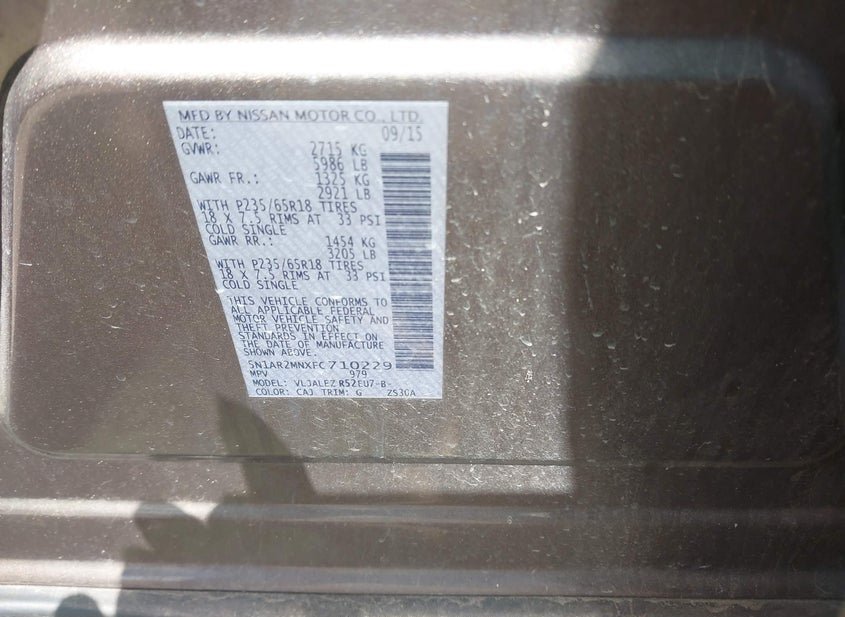 MFD BY NISSAN MOTOR CO., LTD.
DATE: 09/15
GVWR: 2715 KG
5986 LB
GAWR FR.: 1325 KG
2921 LB
WITH P235/65R18 TIRES
18 X 7.5 RIMS AT 33 PSI
COLD SINGLE
GAWR RR.: 1454 KG
3205 LB
WITH P235/65R18 TIRES
18 X 7.5 RIMS AT 33 PSI
COLD SINGLE
THIS VEHICLE CONFORMS TO
ALL APPLICABLE FEDERAL
MOTOR VEHICLE SAFETY AND
THEFT PREVENTION
STANDARDS IN EFFECT ON
THE DATE OF MANUFACTURE
SHOWN ABOVE.
5N1AR2MNXFC710229
MPV 979
MODEL: VLJALEZ R52EU7-B-
COLOR: CAJ TRIM: G ZS30A